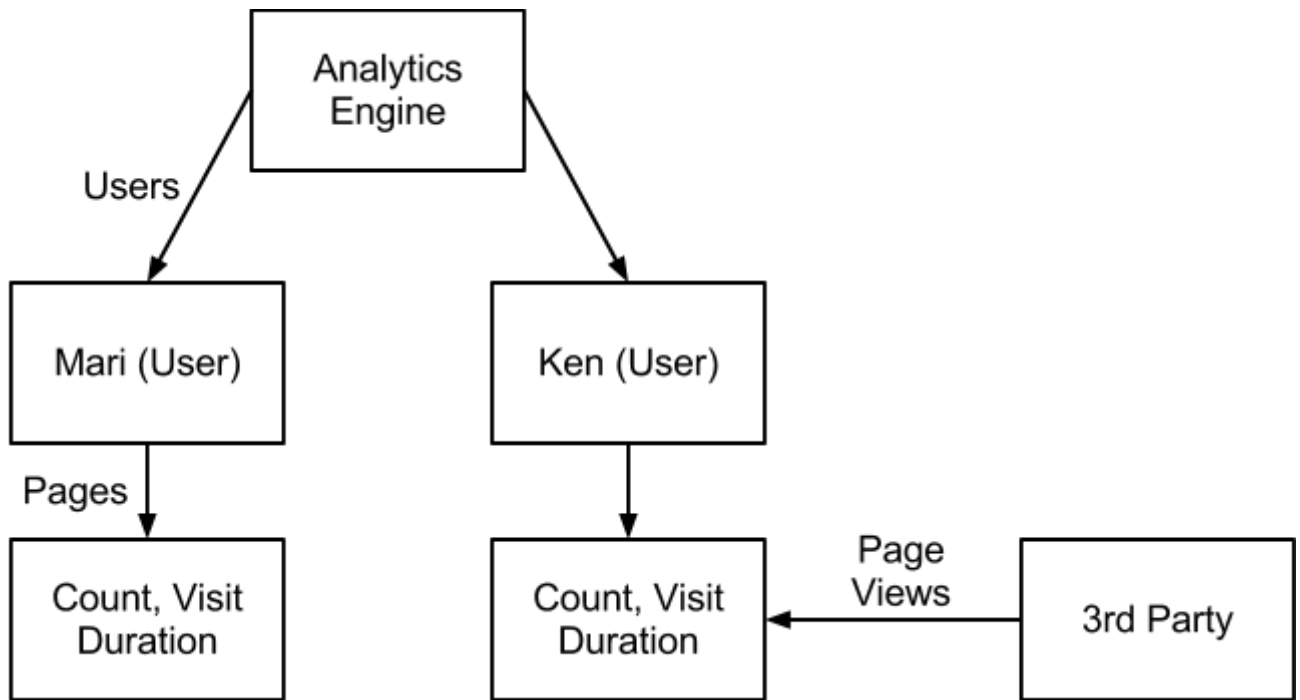 Analytics
Engine
Users
Mari (User)
Ken (User)
Pages
Page
Views
Count, Visit
Duration
Count, Visit
Duration
3rd Party